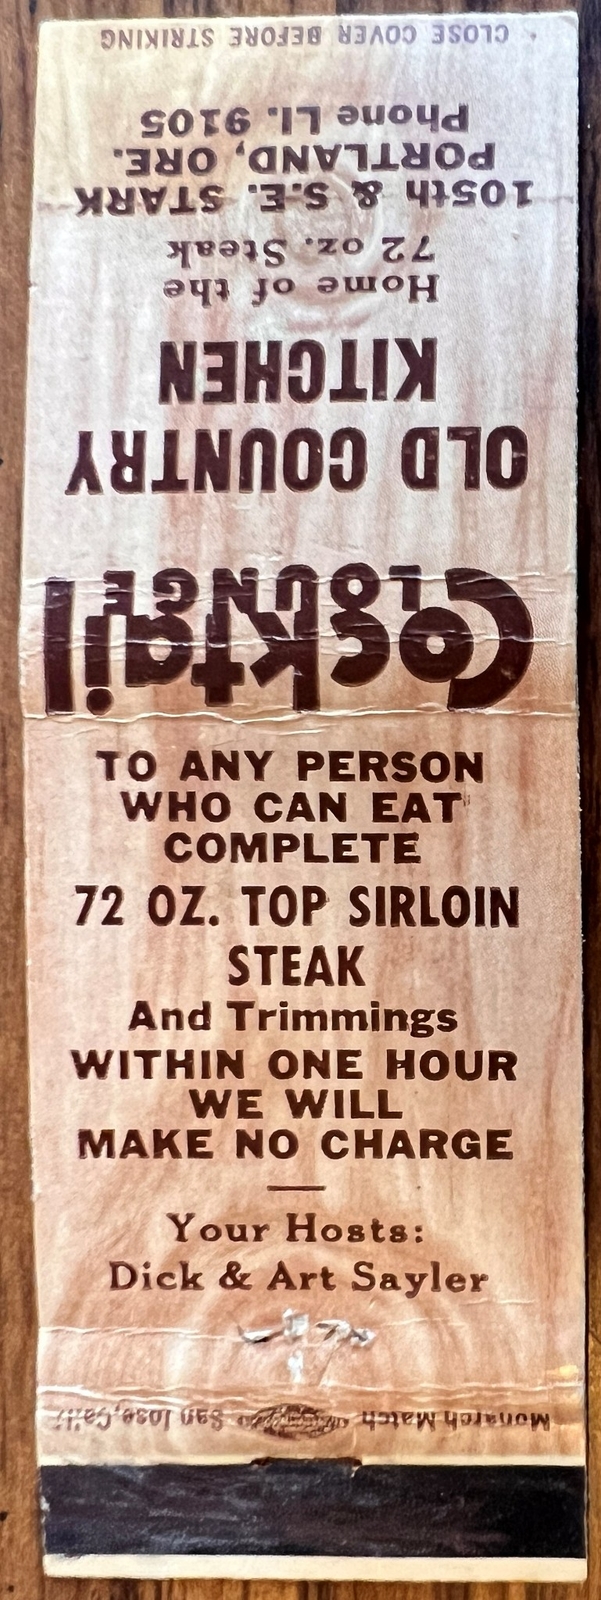 CLOSE COVER BEFORE STRIKING
Cocktail
LOUNGE
OLD COUNTRY
KITCHEN
Home of the
72 oz. Steak
105th & S.E. STARK
PORTLAND, ORE.
Phone LI. 9105
TO ANY PERSON
WHO CAN EAT
COMPLETE
72 OZ. TOP SIRLOIN
STEAK
And Trimmings
WITHIN ONE HOUR
WE WILL
MAKE NO CHARGE
Your Hosts:
Dick & Art Sayler
Monarch Match San Jose, Calif.